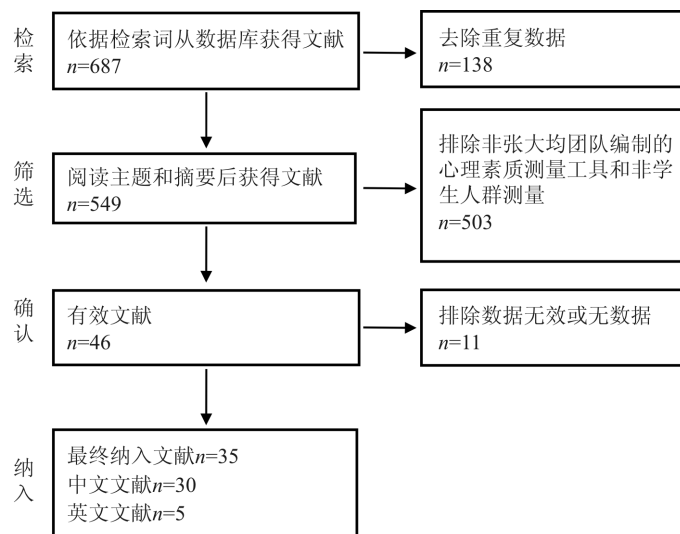 检索
依据检索词从数据库获得文献
n=687
去除重复数据
n=138
筛选
阅读主题和摘要后获得文献
n=549
排除非张大均团队编制的
心理素质测量工具和非学
生人群测量
n=503
确认
有效文献
n=46
排除数据无效或无数据
n=11
纳入
最终纳入文献n=35
中文文献n=30
英文文献n=5